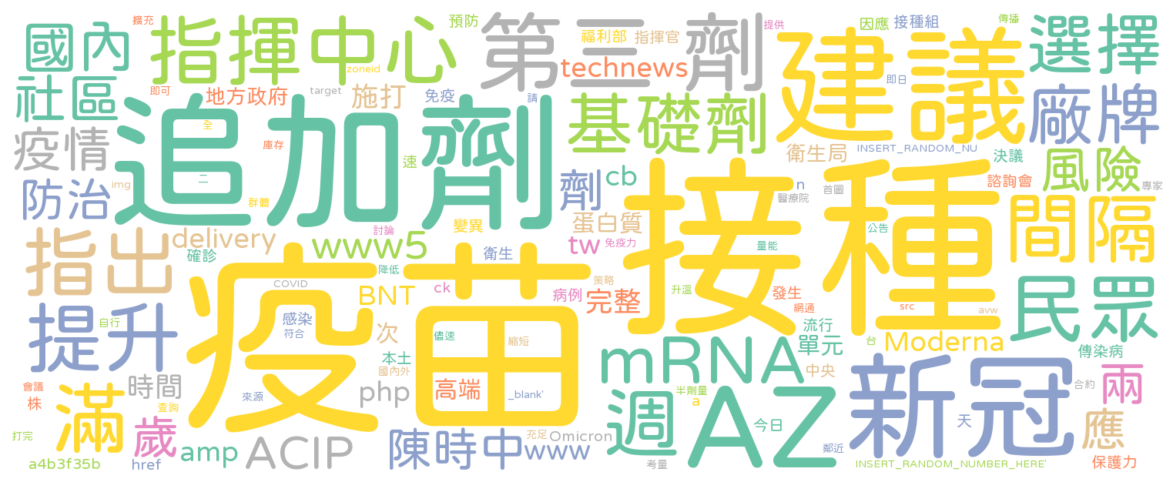 擴充
預防
第三劑
提供
因應
接種組
傳播
國內
指揮中心
福利部
指揮官
建議
選擇
zoneid
technews
社區
即可
地方政府
target
施打
免疫
請
基礎劑
即日
廠牌
追加劑
全
疫情
庫存
速
衛生局
INSERT_RANDOM_NU
決議
風險
img
二
防治
劑
cb
n
諮詢會
專家
蛋白質
首圖
醫療院
接種
間隔
群體
指出
delivery
討論
變異
www5
tw
免疫力
公告
量能
確診
衛生
疫苗
降低
COVID
ck
BNT
病例
策略
完整
升溫
發生
src
avw
民眾
提升
自行
感染
符合
次
儘速
縮短
網通
流行
單元
台
Moderna
傳染病
本土
國內外
mRNA
中央
會議
株
滿
時間
查詢
來源
php
高端
_blank'
半劑量
a
AZ
新冠
合約
兩
歲
週
今日
天
應
打完
amp
ACIP
陳時中
充足
Omicron
www
鄰近
a4b3f35b
href
考量
INSERT_RANDOM_NUMBER_HERE'
保護力